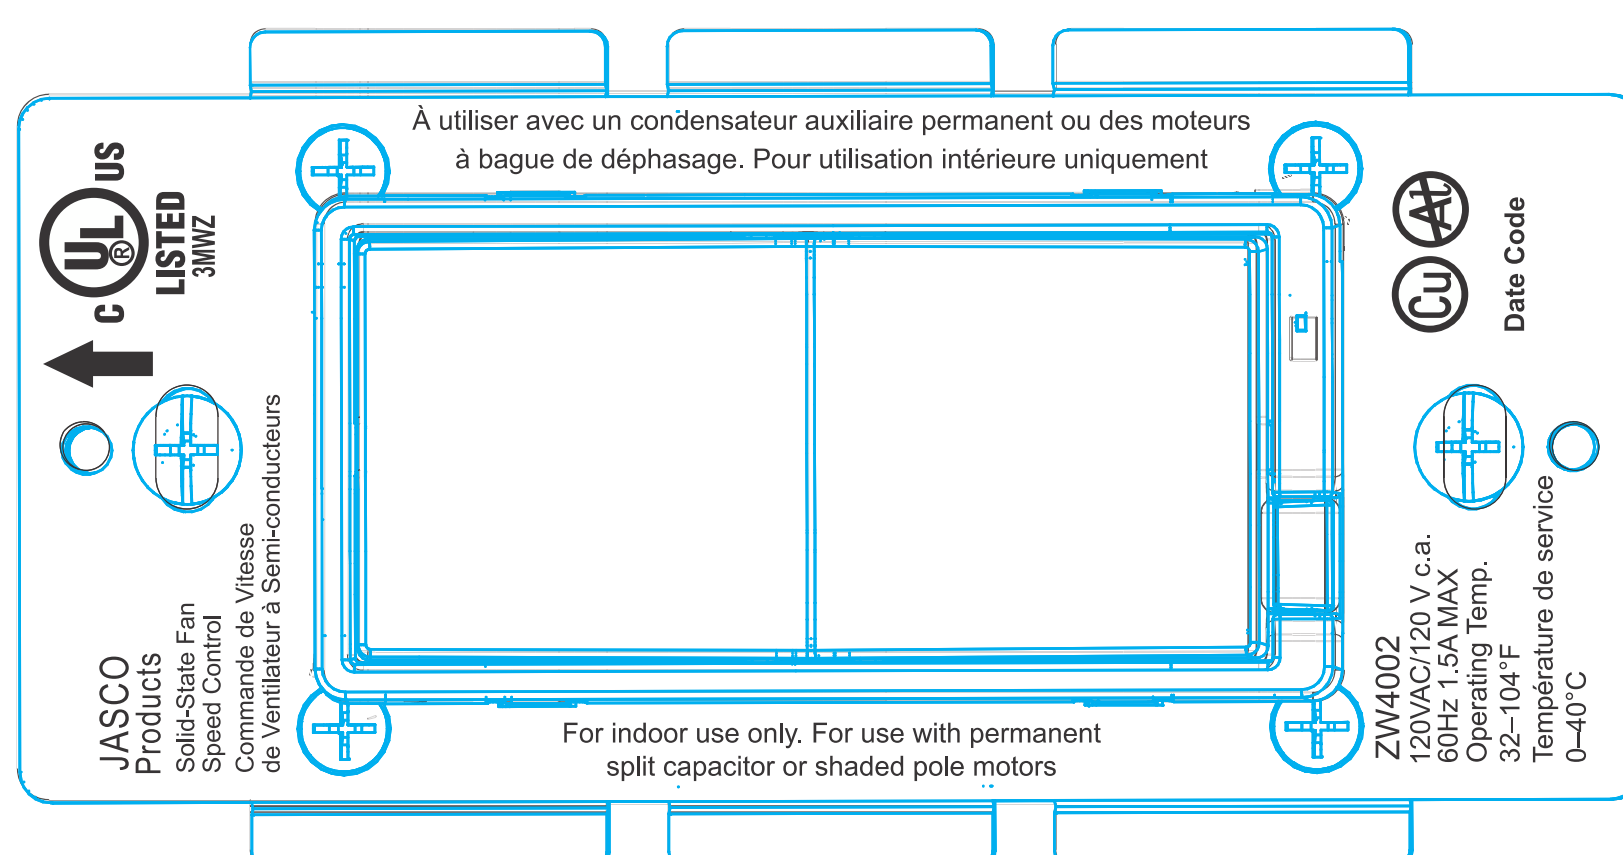 À utiliser avec un condensateur auxiliaire permanent ou des moteurs
à bague de déphasage. Pour utilisation intérieure uniquement
C UL® US
LISTED
3MWZ
JASCO
Products
Solid-State Fan
Speed Control
Commande de Vitesse
de Ventilateur à Semi-conducteurs
Cu Al
Date Code
ZW4002
120VAC/120 V c.a.
60Hz 1.5A MAX
Operating Temp.
32–104°F
Température de service
0–40°C
For indoor use only. For use with permanent
split capacitor or shaded pole motors